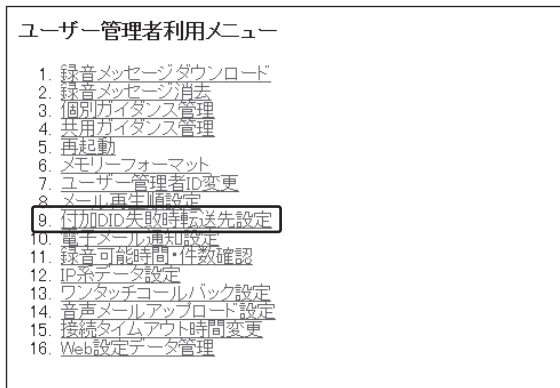 ユーザー管理者利用メニュー
1. 録音メッセージダウンロード
2. 録音メッセージ消去
3. 個別ガイダンス管理
4. 共用ガイダンス管理
5. 再起動
6. メモリーフォーマット
7. ユーザー管理者ID変更
8. メール再生順設定
9. 付加DID失敗時転送先設定
10. 電子メール通知設定
11. 録音可能時間・件数確認
12. IP系データ設定
13. ワンタッチコールバック設定
14. 音声メールアップロード設定
15. 接続タイムアウト時間変更
16. Web設定データ管理